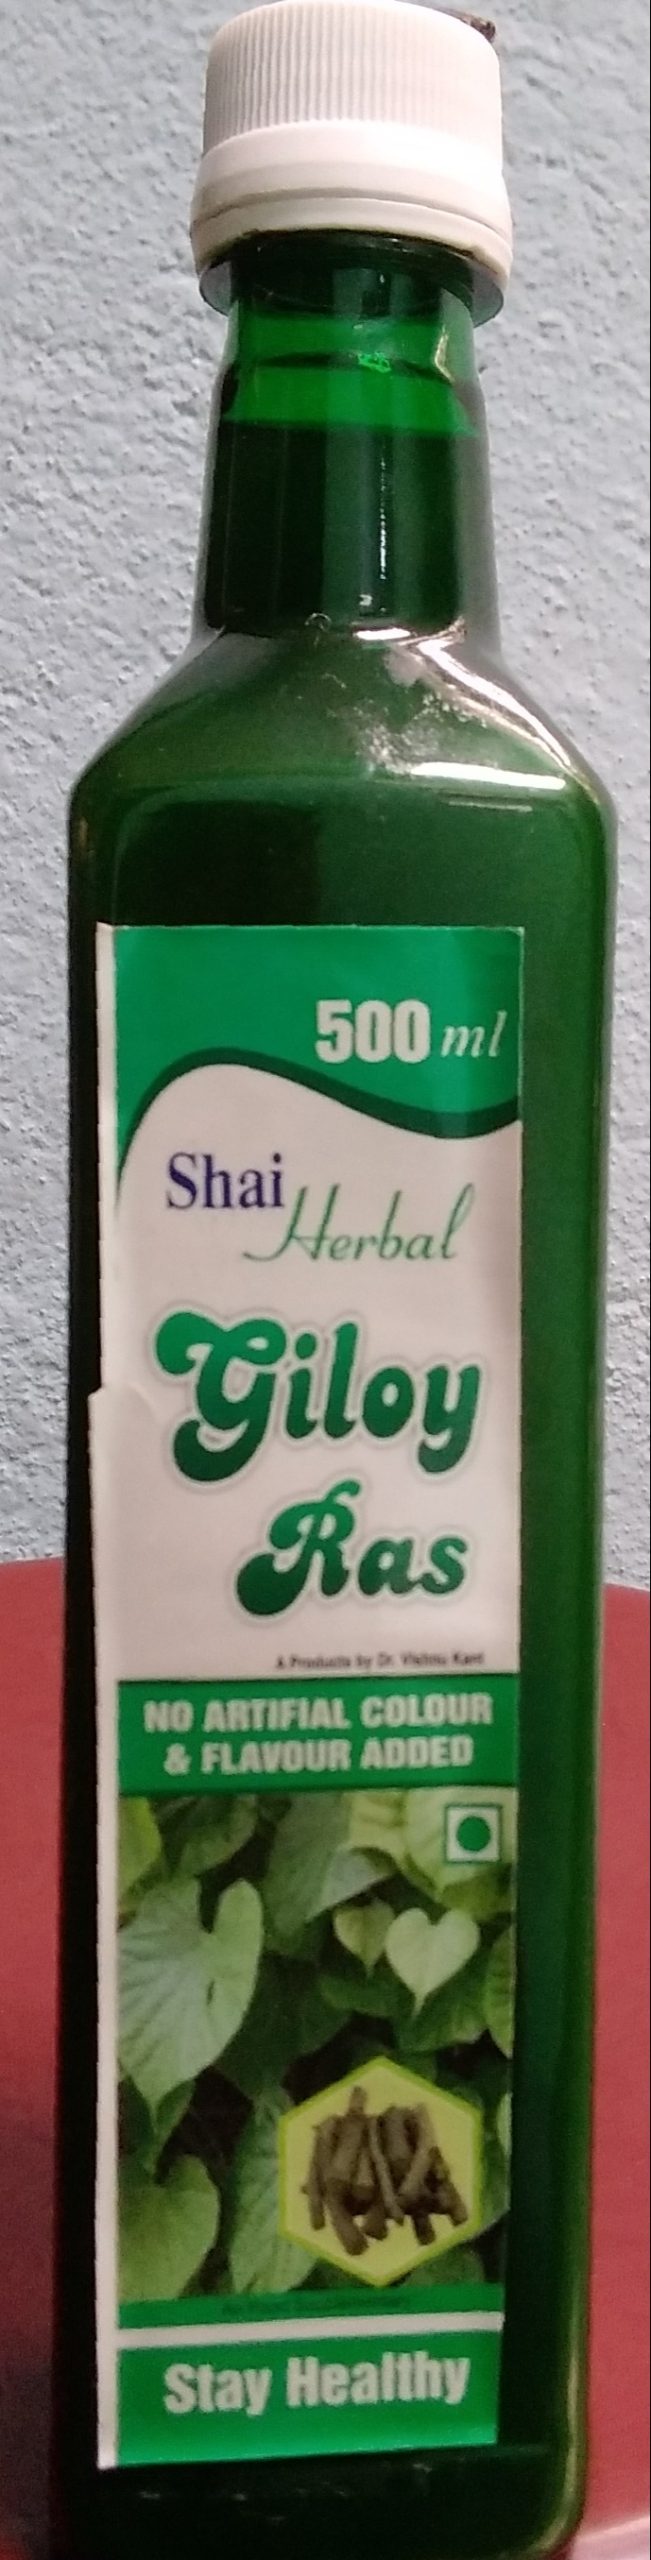 500 ml
Shai
Herbal
Giloy
Ras
A Products by Dr. Vishnu Kant
NO ARTIFIAL COLOUR
& FLAVOUR ADDED
Stay Healthy